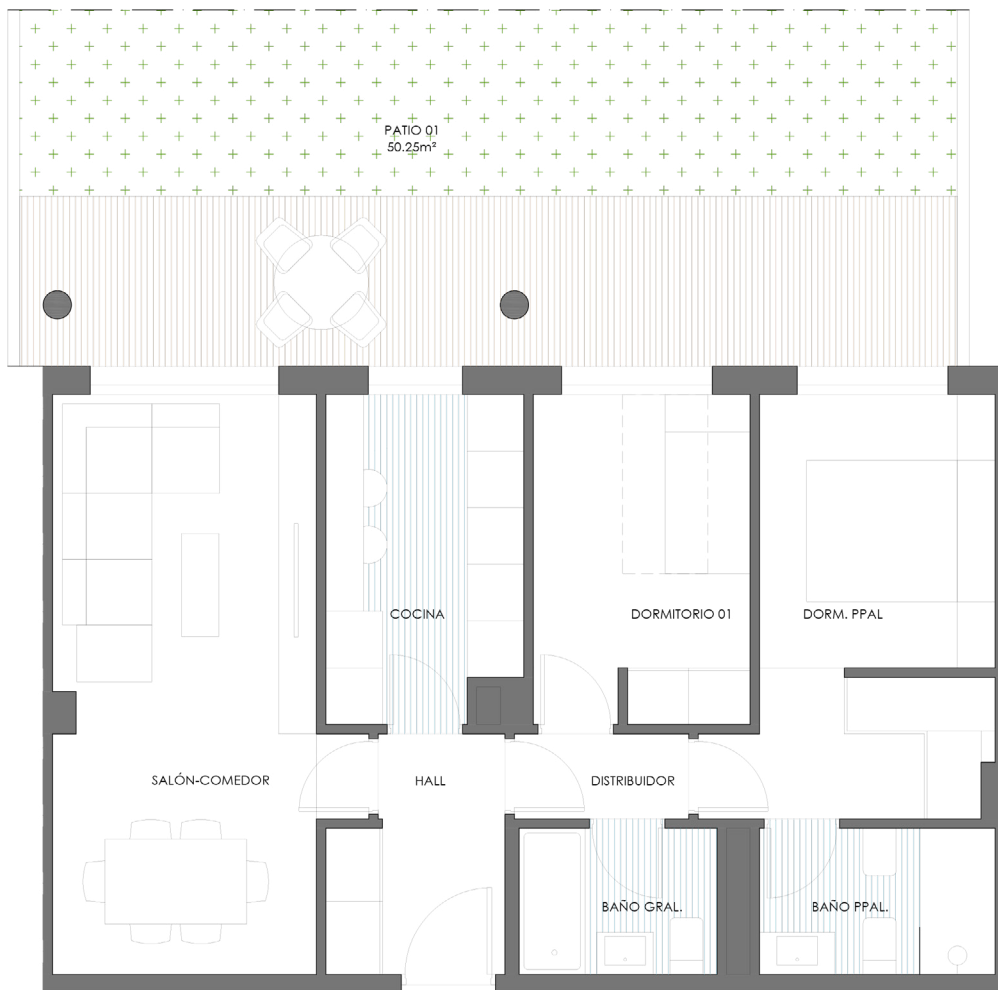 PATIO 01
50.25m²
COCINA
DORMITORIO 01
DORM. PPAL
SALÓN-COMEDOR
HALL
DISTRIBUIDOR
BAÑO GRAL.
BAÑO PPAL.